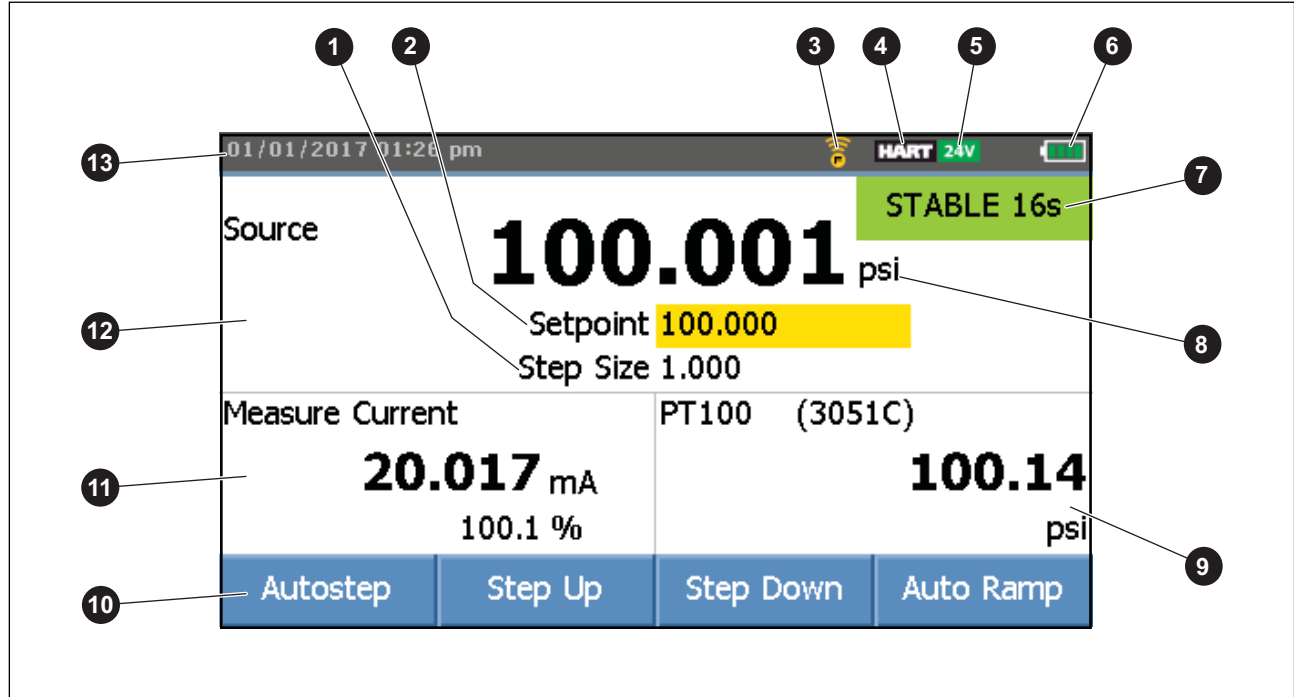 1 2 3 4 5 6
01/01/2017 01:26 pm HART 24V
13
7
STABLE 16s
Source
100.001 psi
12
Setpoint 100.000
8
Step Size 1.000
Measure Current PT100 (3051C)
11
20.017 mA 100.14
100.1 % psi
9
10
Autostep Step Up Step Down Auto Ramp